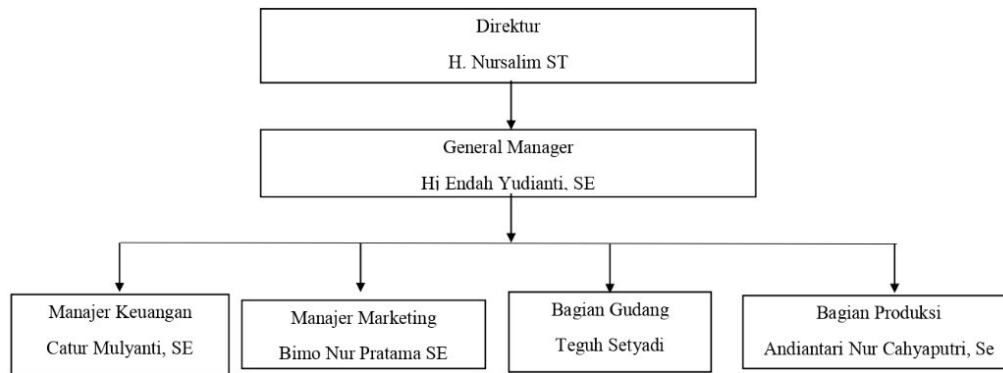 Direktur
H. Nursalim ST
General Manager
Hj Endah Yudianti, SE
Manajer Keuangan
Catur Mulyanti, SE
Manajer Marketing
Bimo Nur Pratama SE
Bagian Gudang
Teguh Setyadi
Bagian Produksi
Andiantari Nur Cahyaputri, Se